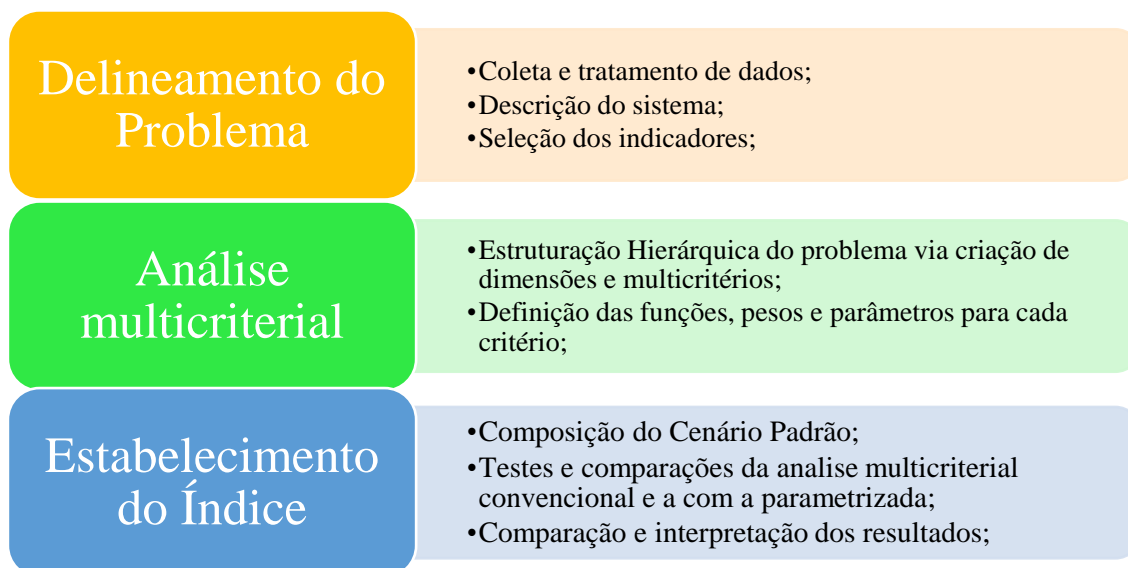 Delineamento do
Problema
•Coleta e tratamento de dados;
•Descrição do sistema;
•Seleção dos indicadores;
Análise
multicriterial
•Estruturação Hierárquica do problema via criação de
dimensões e multicritérios;
•Definição das funções, pesos e parâmetros para cada
critério;
Estabelecimento
do Índice
•Composição do Cenário Padrão;
•Testes e comparações da analise multicriterial
convencional e a com a parametrizada;
•Comparação e interpretação dos resultados;